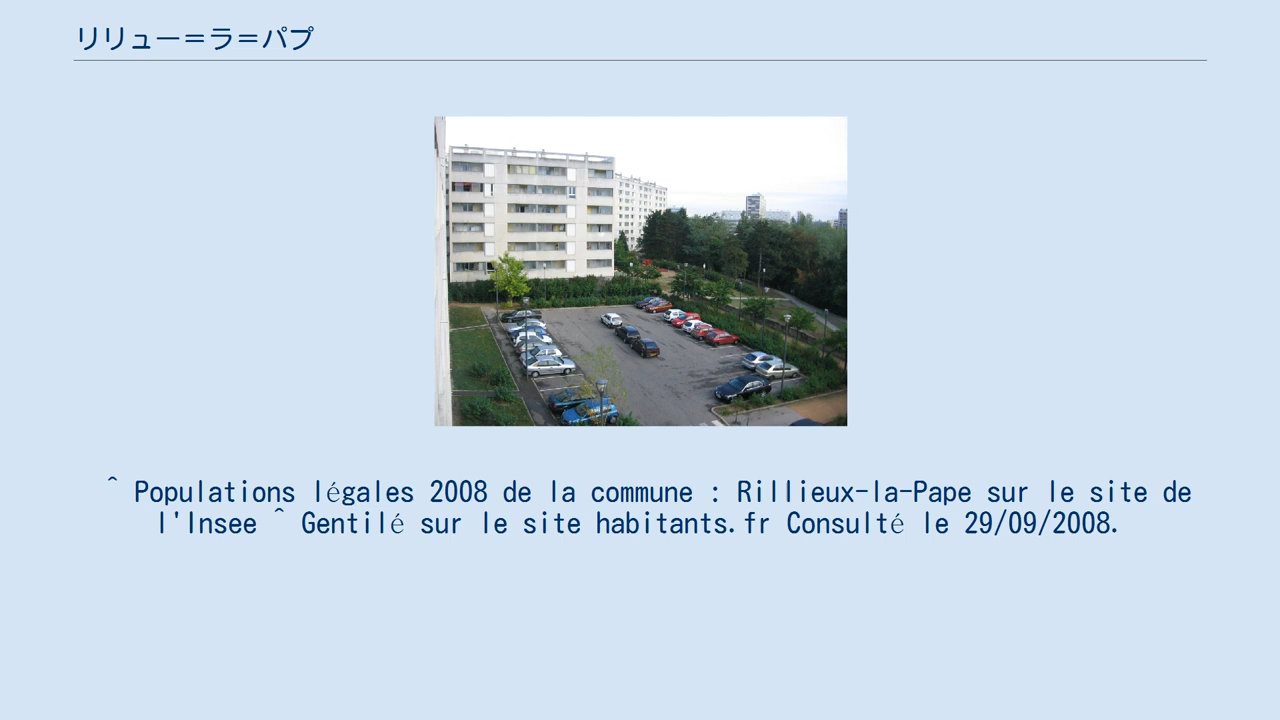 リリュー＝ラ＝パプ
^ Populations légales 2008 de la commune : Rillieux-la-Pape sur le site de
l'Insee ^ Gentilé sur le site habitants.fr Consulté le 29/09/2008.